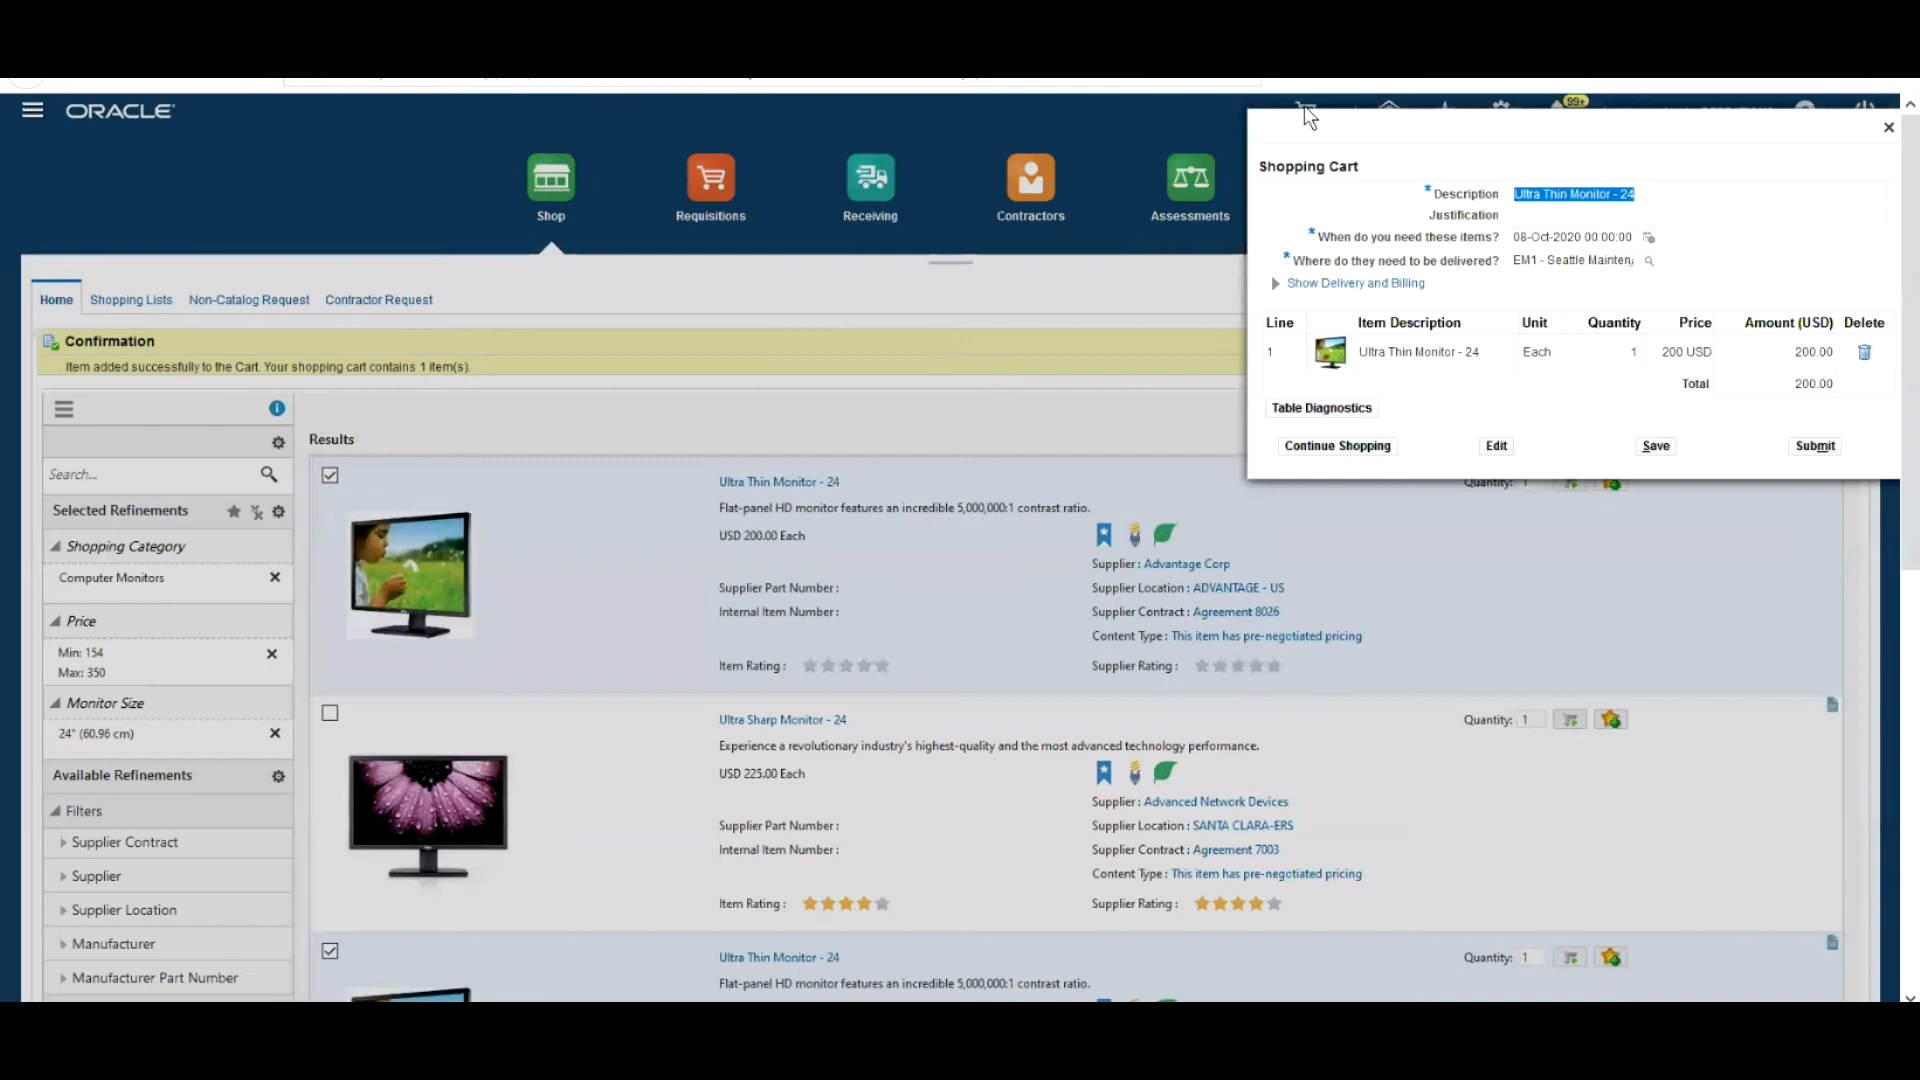 ORACLE
99+
Shop
Requisitions
Receiving
Contractors
Assessments
Home
Shopping Lists
Non-Catalog Request
Contractor Request
Confirmation
Item added successfully to the Cart. Your shopping cart contains 1 item(s).
Search...
Selected Refinements
Shopping Category
Computer Monitors
Price
Min: 154
Max: 350
Monitor Size
24" (60.96 cm)
Available Refinements
Filters
Supplier Contract
Supplier
Supplier Location
Manufacturer
Manufacturer Part Number
Results
Ultra Thin Monitor - 24
Flat-panel HD monitor features an incredible 5,000,000:1 contrast ratio.
USD 200.00 Each
Supplier : Advantage Corp
Supplier Part Number :
Supplier Location : ADVANTAGE - US
Internal Item Number :
Supplier Contract : Agreement 8026
Content Type : This item has pre-negotiated pricing
Item Rating :
Supplier Rating :
Quantity: 1
Ultra Sharp Monitor - 24
Quantity: 1
Experience a revolutionary industry's highest-quality and the most advanced technology performance.
USD 225.00 Each
Supplier : Advanced Network Devices
Supplier Part Number :
Supplier Location : SANTA CLARA-ERS
Internal Item Number :
Supplier Contract : Agreement 7003
Content Type : This item has pre-negotiated pricing
Item Rating :
Supplier Rating :
Ultra Thin Monitor - 24
Quantity: 1
Flat-panel HD monitor features an incredible 5,000,000:1 contrast ratio.
Shopping Cart
* Description Ultra Thin Monitor - 24
Justification
* When do you need these items? 08-Oct-2020 00:00:00
* Where do they need to be delivered? EM1 - Seattle Mainten
Show Delivery and Billing
Line Item Description Unit Quantity Price Amount (USD) Delete
1 Ultra Thin Monitor - 24 Each 1 200 USD 200.00
Total 200.00
Table Diagnostics
Continue Shopping Edit Save Submit